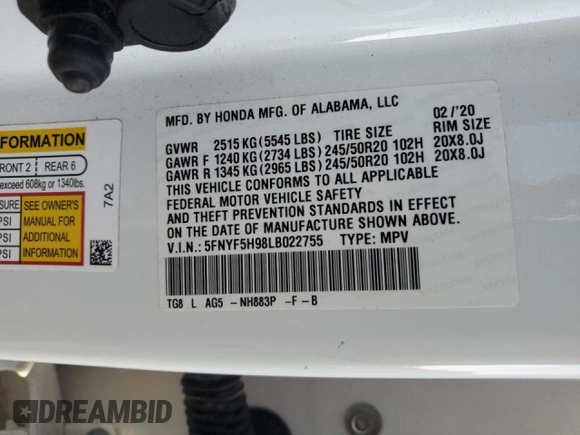 MFD. BY HONDA MFG. OF ALABAMA, LLC 02/'20
GVWR 2515 KG (5545 LBS) TIRE SIZE RIM SIZE
GAWR F 1240 KG (2734 LBS) 245/50R20 102H 20X8.0J
GAWR R 1345 KG (2965 LBS) 245/50R20 102H 20X8.0J
THIS VEHICLE CONFORMS TO ALL APPLICABLE
FEDERAL MOTOR VEHICLE SAFETY
AND THEFT PREVENTION STANDARDS IN EFFECT
ON THE DATE OF MANUFACTURE SHOWN ABOVE.
V.I.N.: 5FNYF5H98LB022755 TYPE: MPV
TG8 L AG5 -NH883P -F -B
FORMATION
FRONT 2 REAR 6
exceed 608kg or 1340lbs.
SURE SEE OWNER'S
PSI MANUAL FOR
PSI ADDITIONAL
PSI INFORMATION
7A2
DREAMBID